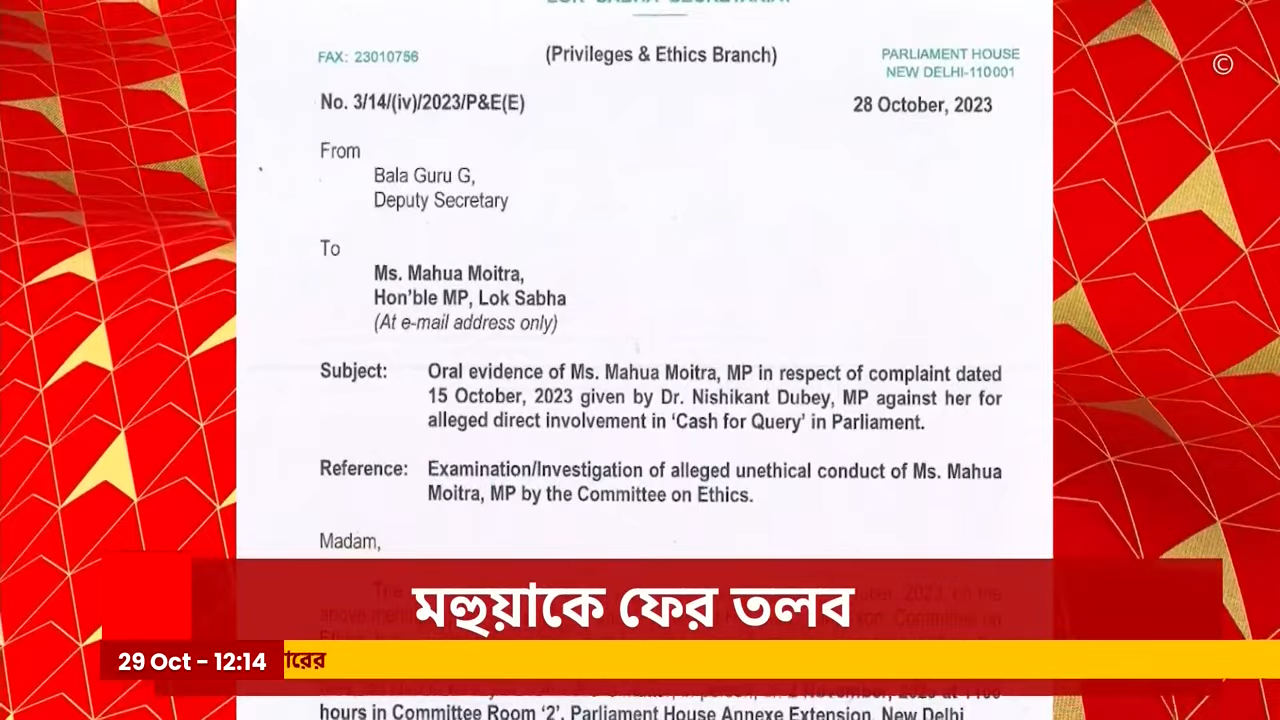 LOK SABHA SECRETARIAT
FAX: 23010756
(Privileges & Ethics Branch)
PARLIAMENT HOUSE
NEW DELHI-110001
©
No. 3/14/(iv)/2023/P&E(E)
28 October, 2023
From
Bala Guru G,
Deputy Secretary
To
Ms. Mahua Moitra,
Hon'ble MP, Lok Sabha
(At e-mail address only)
Subject: Oral evidence of Ms. Mahua Moitra, MP in respect of complaint dated
15 October, 2023 given by Dr. Nishikant Dubey, MP against her for
alleged direct involvement in 'Cash for Query' in Parliament.
Reference: Examination/Investigation of alleged unethical conduct of Ms. Mahua
Moitra, MP by the Committee on Ethics.
Madam,
মহুয়াকে ফের তলব
29 Oct - 12:14
hours in Committee Room '2', Parliament House Annexe Extension, New Delhi